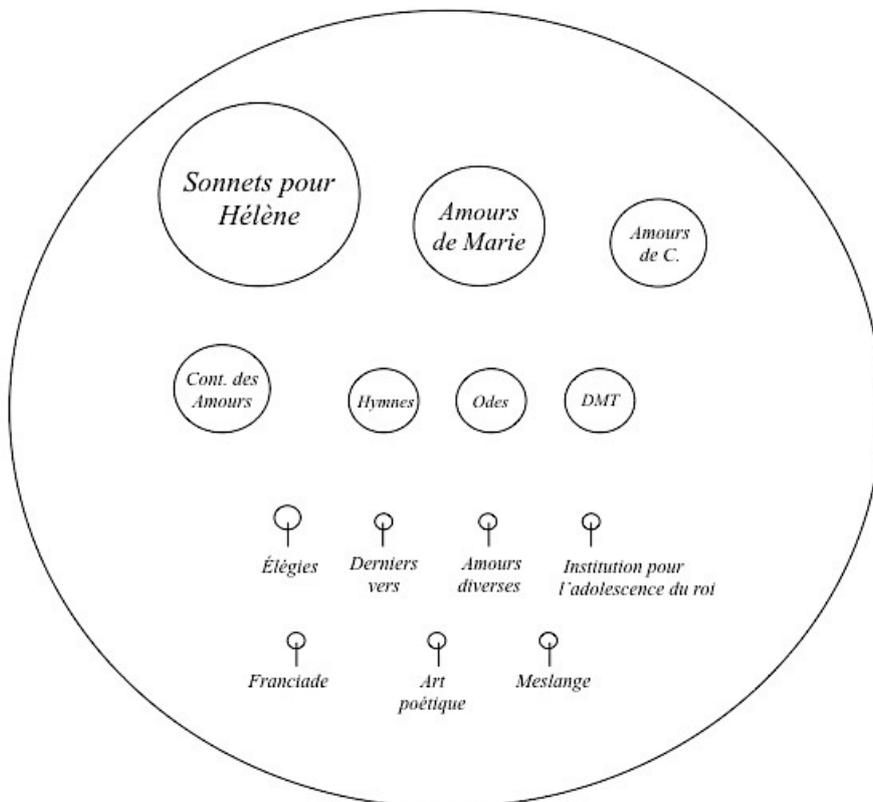 Sonnets pour
Hélène
Amours
de Marie
Amours
de C.
Cont. des
Amours
Hymnes
Odes
DMT
Élégies
Derniers
vers
Amours
diverses
Institution pour
l'adolescence du roi
Franciade
Art
poétique
Meslange